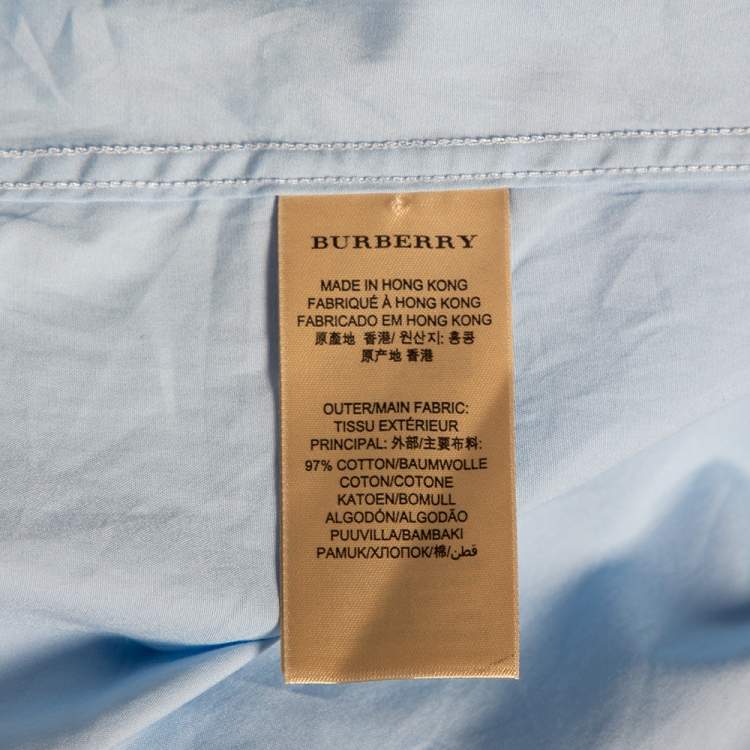 BURBERRY
MADE IN HONG KONG
FABRIQUÉ À HONG KONG
FABRICADO EM HONG KONG
原產地 香港/ 원산지: 홍콩
原产地 香港
OUTER/MAIN FABRIC:
TISSU EXTÉRIEUR
PRINCIPAL: 外部/主要布料:
97% COTTON/BAUMWOLLE
COTON/COTONE
KATOEN/BOMULL
ALGODÓN/ALGODÃO
PUUVILLA/BAMBAKI
PAMUK/ХЛОПОК/棉/قطن